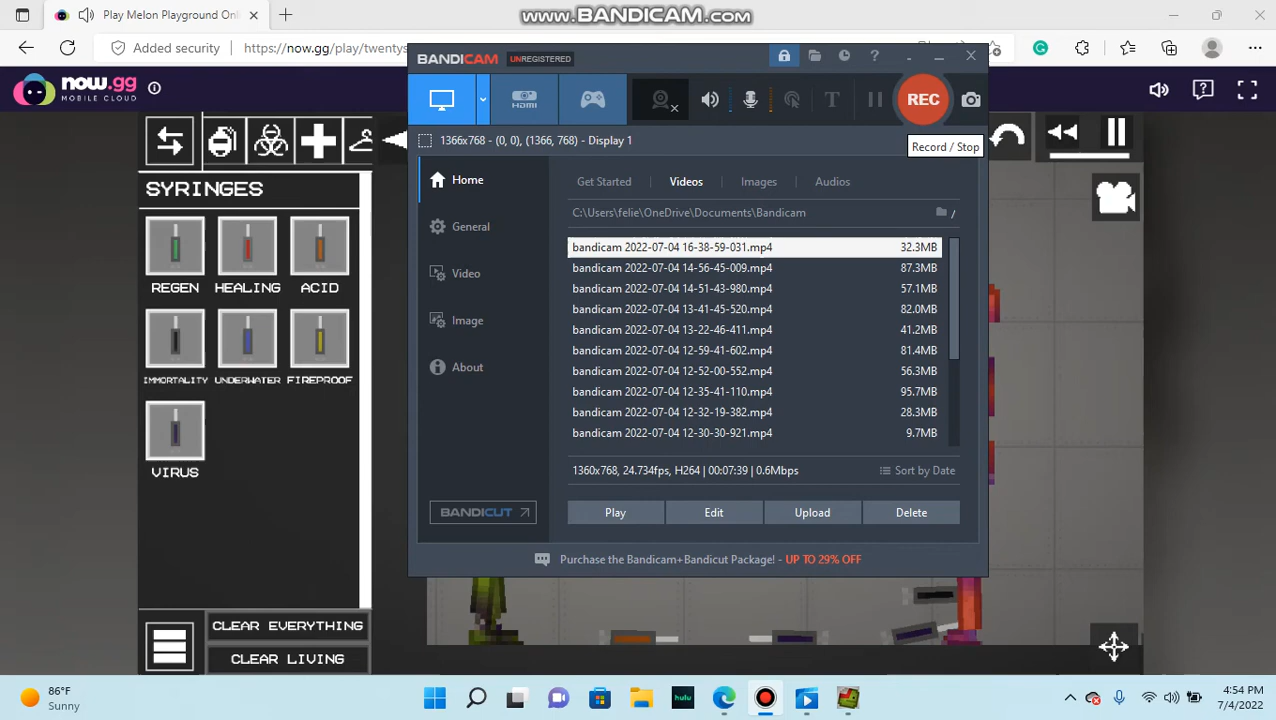 www.BANDICAM.com
Play Melon Playground On
Added security
https://now.gg/play/twentys
now.gg
MOBILE CLOUD
BANDICAM UNREGISTERED
HDMI
REC
Record / Stop
1366x768 - (0, 0), (1366, 768) - Display 1
Home
General
Video
Image
About
BANDICUT
Get Started
Videos
Images
Audios
C:\Users\felie\OneDrive\Documents\Bandicam
bandicam 2022-07-04 16-38-59-031.mp4 32.3MB
bandicam 2022-07-04 14-56-45-009.mp4 87.3MB
bandicam 2022-07-04 14-51-43-980.mp4 57.1MB
bandicam 2022-07-04 13-41-45-520.mp4 82.0MB
bandicam 2022-07-04 13-22-46-411.mp4 41.2MB
bandicam 2022-07-04 12-59-41-602.mp4 81.4MB
bandicam 2022-07-04 12-52-00-552.mp4 56.3MB
bandicam 2022-07-04 12-35-41-110.mp4 95.7MB
bandicam 2022-07-04 12-32-19-382.mp4 28.3MB
bandicam 2022-07-04 12-30-30-921.mp4 9.7MB
1360x768, 24.734fps, H264 | 00:07:39 | 0.6Mbps
Sort by Date
Play
Edit
Upload
Delete
Purchase the Bandicam+Bandicut Package! - UP TO 29% OFF
SYRINGES
REGEN
HEALING
ACID
IMMORTALITY
UNDERWATER
FIREPROOF
VIRUS
CLEAR EVERYTHING
CLEAR LIVING
86°F
Sunny
hulu
4:54 PM
7/4/2022